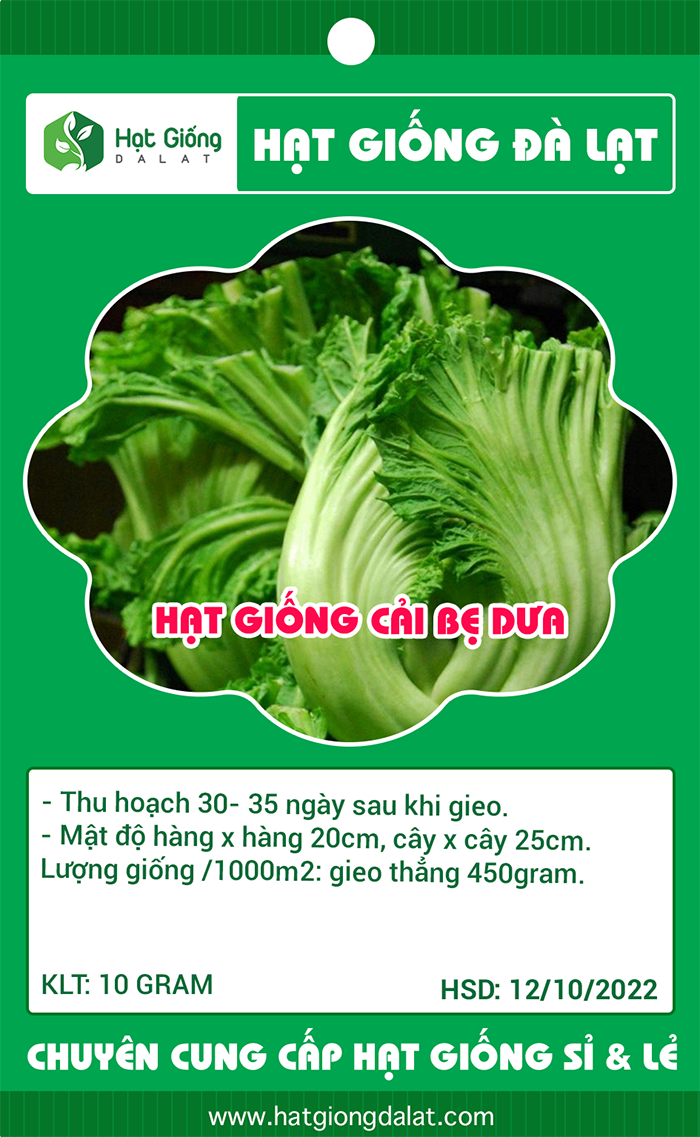 Hạt Giống
DALAT
HẠT GIỐNG ĐÀ LẠT
HẠT GIỐNG CẢI BẸ DƯA
- Thu hoạch 30- 35 ngày sau khi gieo.
- Mật độ hàng x hàng 20cm, cây x cây 25cm.
Lượng giống /1000m2: gieo thẳng 450gram.
KLT: 10 GRAM
HSD: 12/10/2022
CHUYÊN CUNG CẤP HẠT GIỐNG SỈ & LẺ
www.hatgiongdalat.com